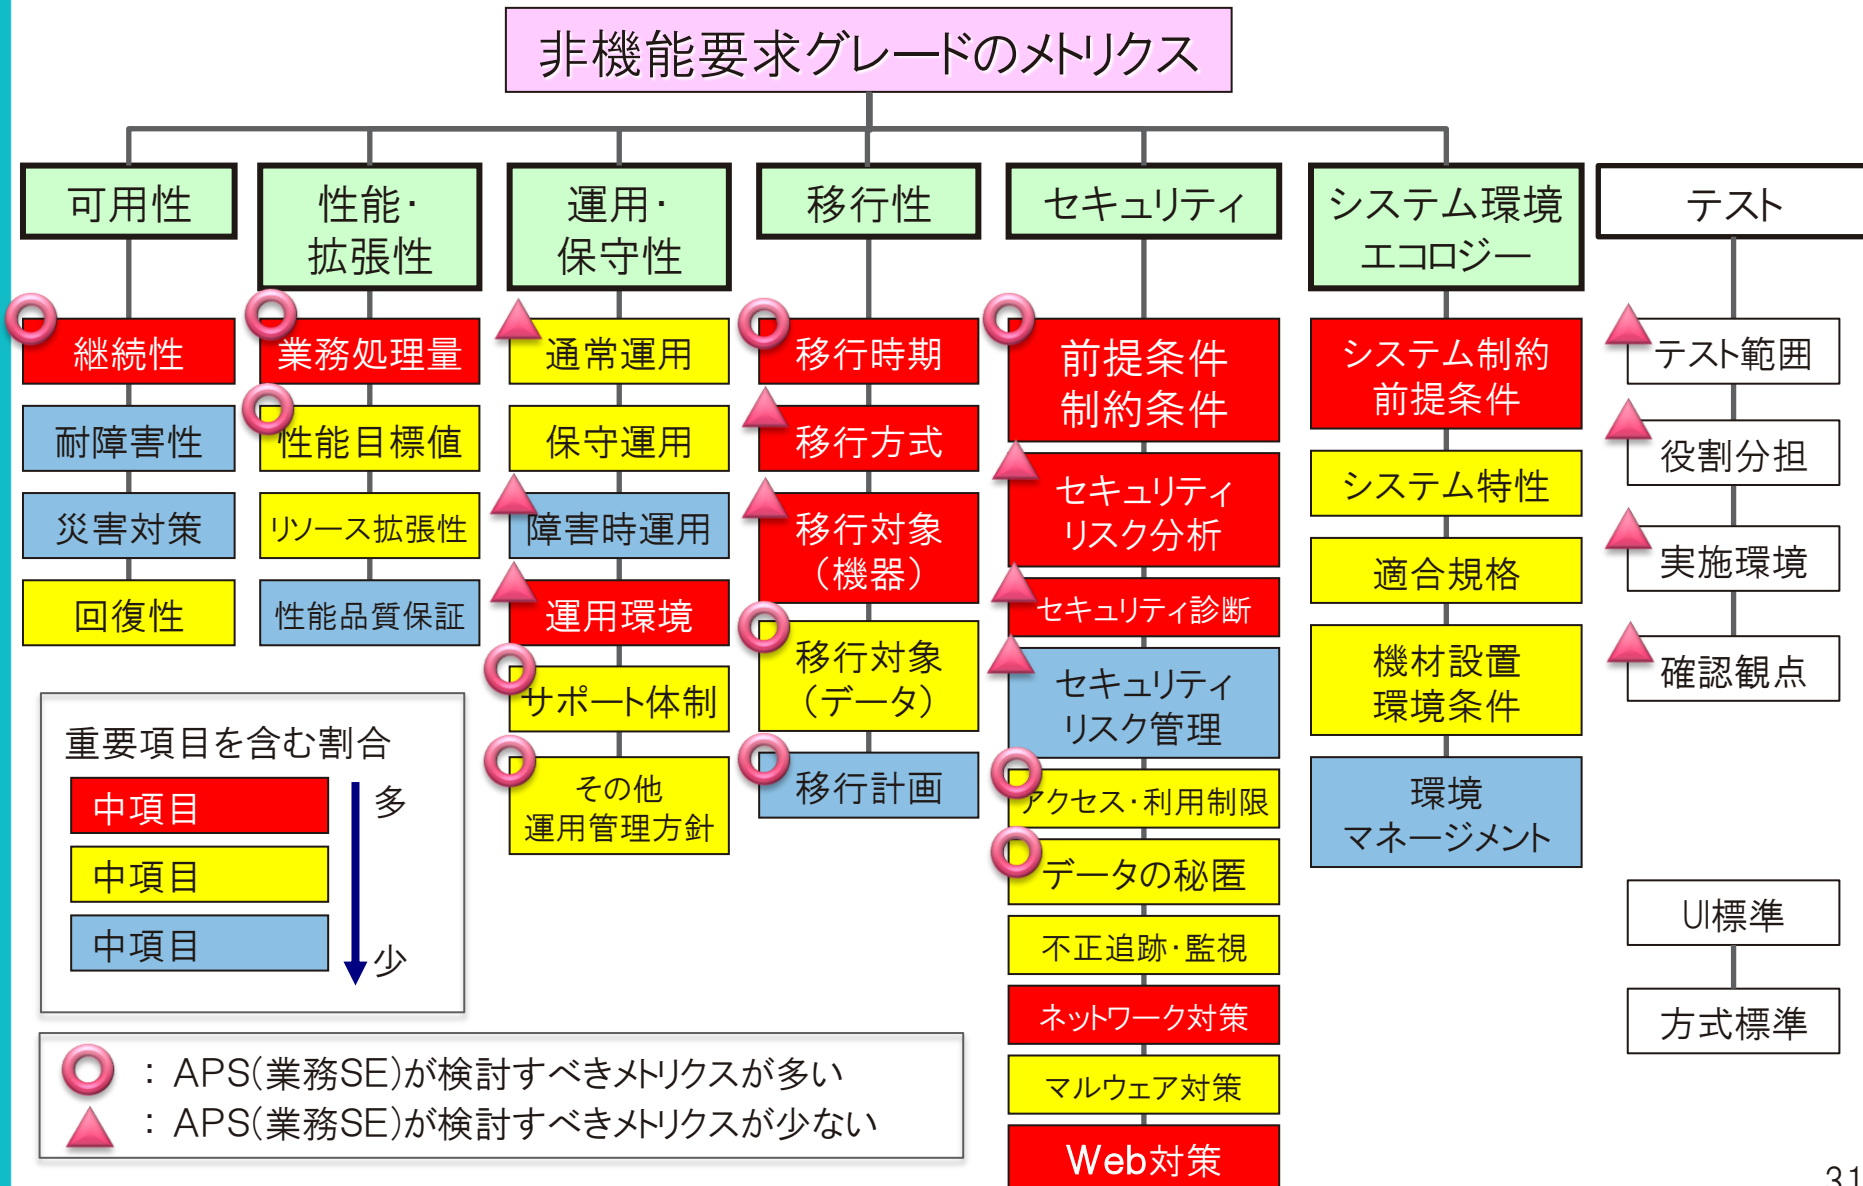 非機能要求グレードのメトリクス
可用性
継続性
耐障害性
災害対策
回復性
性能・
拡張性
業務処理量
性能目標値
リソース拡張性
性能品質保証
運用・
保守性
通常運用
保守運用
障害時運用
運用環境
サポート体制
その他
運用管理方針
移行性
移行時期
移行方式
移行対象
（機器）
移行対象
（データ）
移行計画
セキュリティ
前提条件
制約条件
セキュリティ
リスク分析
セキュリティ診断
セキュリティ
リスク管理
アクセス・利用制限
データの秘匿
不正追跡・監視
ネットワーク対策
マルウェア対策
Web対策
システム環境
エコロジー
システム制約
前提条件
システム特性
適合規格
機材設置
環境条件
環境
マネージメント
テスト
テスト範囲
役割分担
実施環境
確認観点
UI標準
方式標準
重要項目を含む割合
中項目
中項目
中項目
多
少
：APS(業務SE)が検討すべきメトリクスが多い
：APS(業務SE)が検討すべきメトリクスが少ない
31